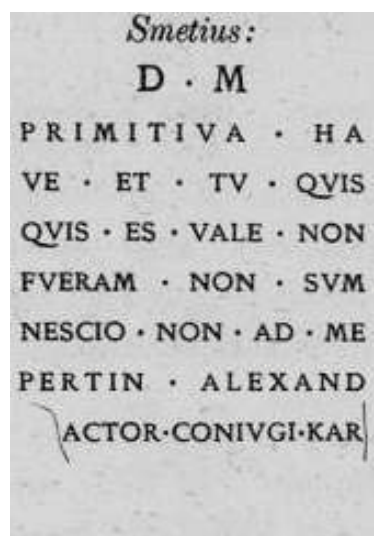 Smetius:
D · M
PRIMITIVA · HA
VE · ET · TV · QVIS
QVIS · ES · VALE · NON
FVERAM · NON · SVM
NESCIO · NON · AD · ME
PERTIN · ALEXAND
ACTOR·CONIVGI·KAR